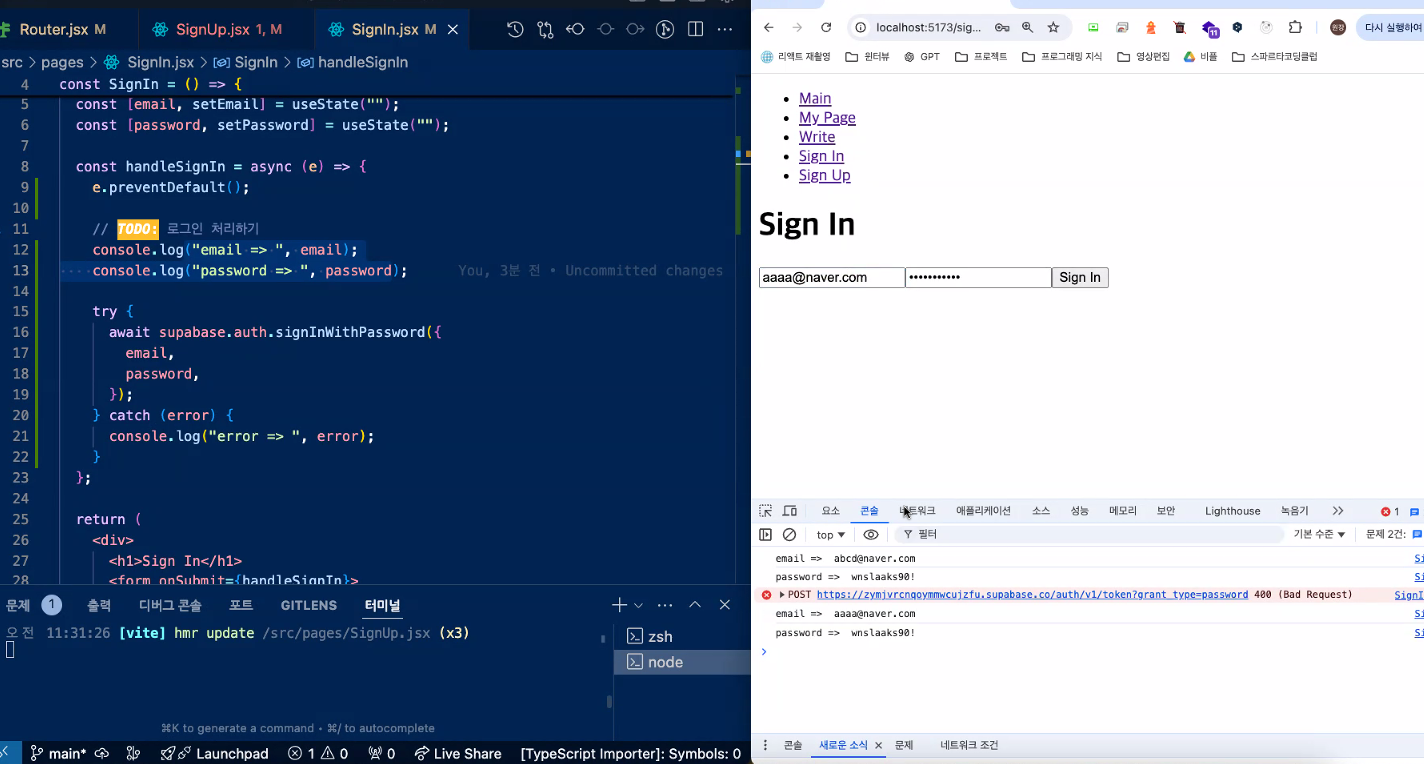 Router.jsx M
SignUp.jsx 1, M
SignIn.jsx M
src > pages > SignIn.jsx > SignIn > handleSignIn
4 const SignIn = () => {
5 const [email, setEmail] = useState("");
6 const [password, setPassword] = useState("");
7
8 const handleSignIn = async (e) => {
9 e.preventDefault();
10
11 // TODO: 로그인 처리하기
12 console.log("email => ", email);
13 console.log("password => ", password); You, 3분 전 • Uncommitted changes
14
15 try {
16 await supabase.auth.signInWithPassword({
17 email,
18 password,
19 });
20 } catch (error) {
21 console.log("error => ", error);
22 }
23 };
24
25 return (
26 <div>
27 <h1>Sign In</h1>
28 <form onSubmit={handleSignIn}>
문제 1 출력 디버그 콘솔 포트 GITLENS 터미널
오전 11:31:26 [vite] hmr update /src/pages/SignUp.jsx (x3)
zsh
node
⌘K to generate a command • ⌘/ to autocomplete
main* Launchpad 1 0 0 Live Share [TypeScript Importer]: Symbols: 0
localhost:5173/sig... 11 원장 다시 실행하여
리액트 재촬영 원터뷰 GPT 프로젝트 프로그래밍 지식 영상편집 비플 스파르타코딩클럽
• Main
• My Page
• Write
• Sign In
• Sign Up
Sign In
aaaa@naver.com ••••••••••• Sign In
요소 콘솔 네트워크 애플리케이션 소스 성능 메모리 보안 Lighthouse 녹음기 1
top 필터 기본 수준 문제 2건:
email => abcd@naver.com
password => wnslaaks90!
POST https://zymjvrcnqoymmwcujzfu.supabase.co/auth/v1/token?grant_type=password 400 (Bad Request) SignI
email => aaaa@naver.com
password => wnslaaks90!
콘솔 새로운 소식 문제 네트워크 조건